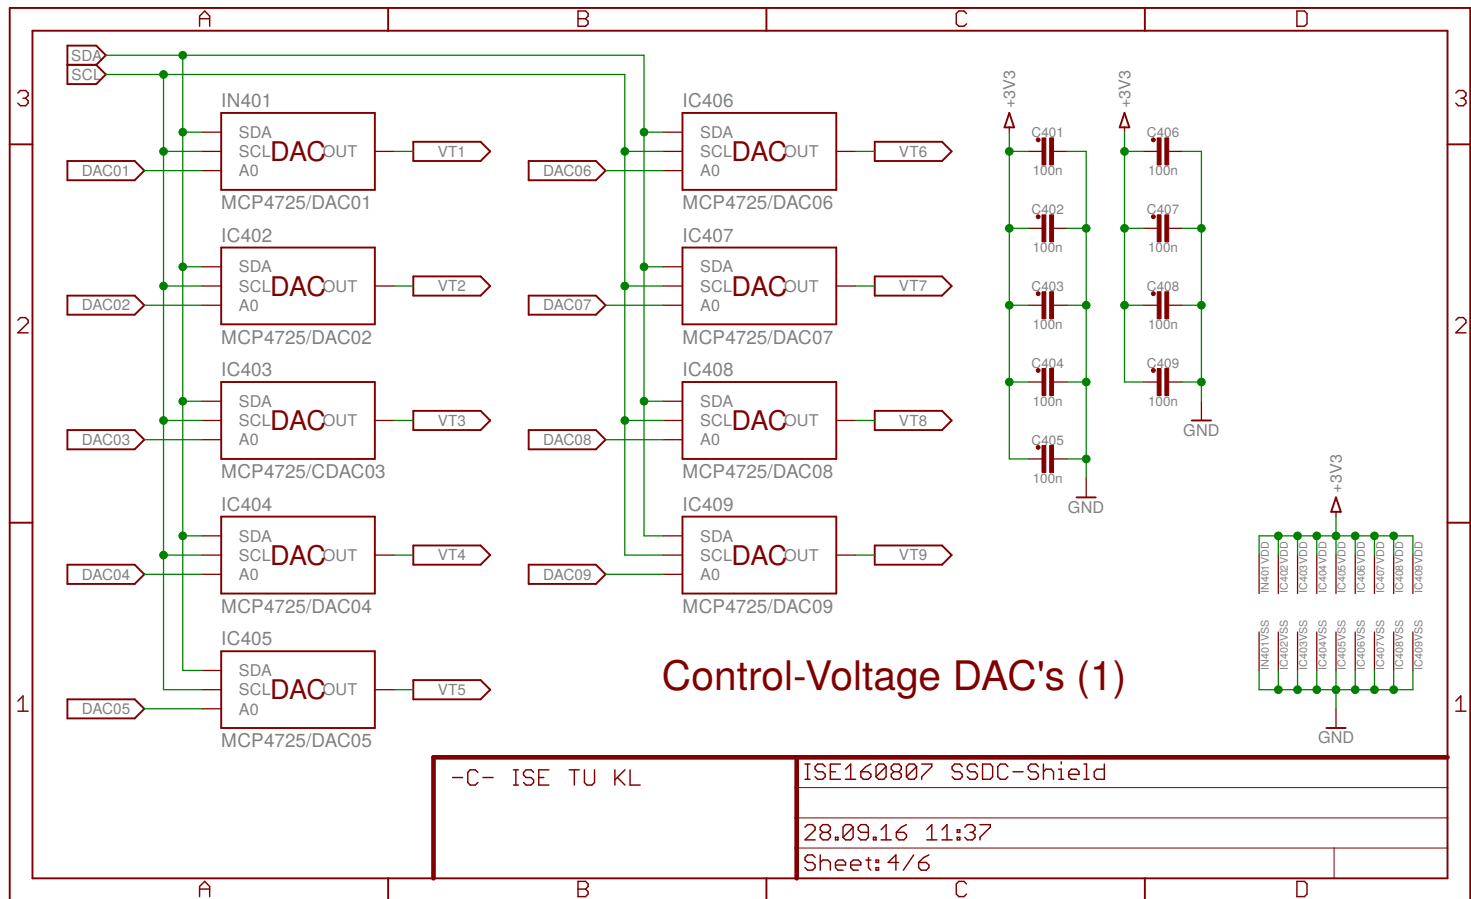 A B C D
3
3
SDA
SCL
IN401
SDA
SCL DAC OUT
A0
DAC01
VT1
MCP4725/DAC01
IC402
SDA
SCL DAC OUT
A0
DAC02
VT2
MCP4725/DAC02
IC403
SDA
SCL DAC OUT
A0
DAC03
VT3
MCP4725/CDAC03
IC404
SDA
SCL DAC OUT
A0
DAC04
VT4
MCP4725/DAC04
IC405
SDA
SCL DAC OUT
A0
DAC05
VT5
MCP4725/DAC05
IC406
SDA
SCL DAC OUT
A0
DAC06
VT6
MCP4725/DAC06
IC407
SDA
SCL DAC OUT
A0
DAC07
VT7
MCP4725/DAC07
IC408
SDA
SCL DAC OUT
A0
DAC08
VT8
MCP4725/DAC08
IC409
SDA
SCL DAC OUT
A0
DAC09
VT9
MCP4725/DAC09
+3V3
C401
100n
C402
100n
C403
100n
C404
100n
C405
100n
GND
+3V3
C406
100n
C407
100n
C408
100n
C409
100n
GND
2
2
+3V3
IN401VDD
IC402VDD
IC403VDD
IC404VDD
IC405VDD
IC406VDD
IC407VDD
IC408VDD
IC409VDD
IN401VSS
IC402VSS
IC403VSS
IC404VSS
IC405VSS
IC406VSS
IC407VSS
IC408VSS
IC409VSS
GND
Control-Voltage DAC's (1)
1
1
-C- ISE TU KL
ISE160807 SSDC-Shield
28.09.16 11:37
Sheet: 4/6
A B C D